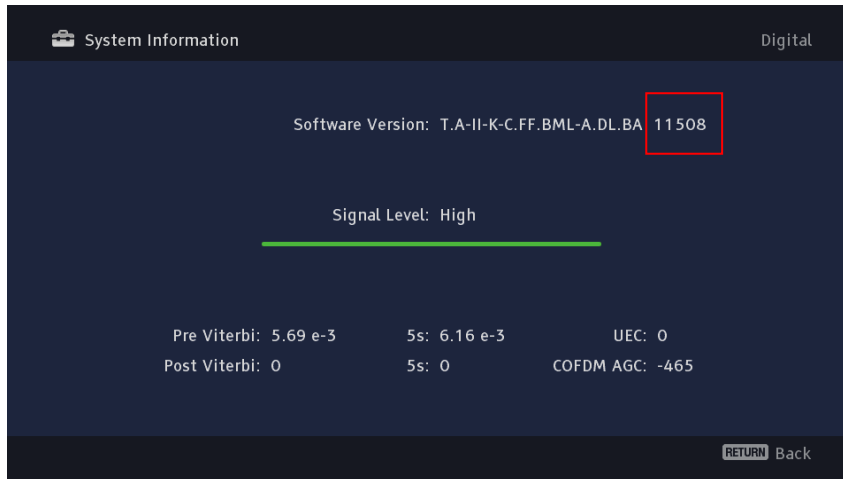 System Information Digital
Software Version: T.A-II-K-C.FF.BML-A.DL.BA 11508
Signal Level: High
Pre Viterbi: 5.69 e-3 5s: 6.16 e-3 UEC: 0
Post Viterbi: 0 5s: 0 COFDM AGC: -465
RETURN Back